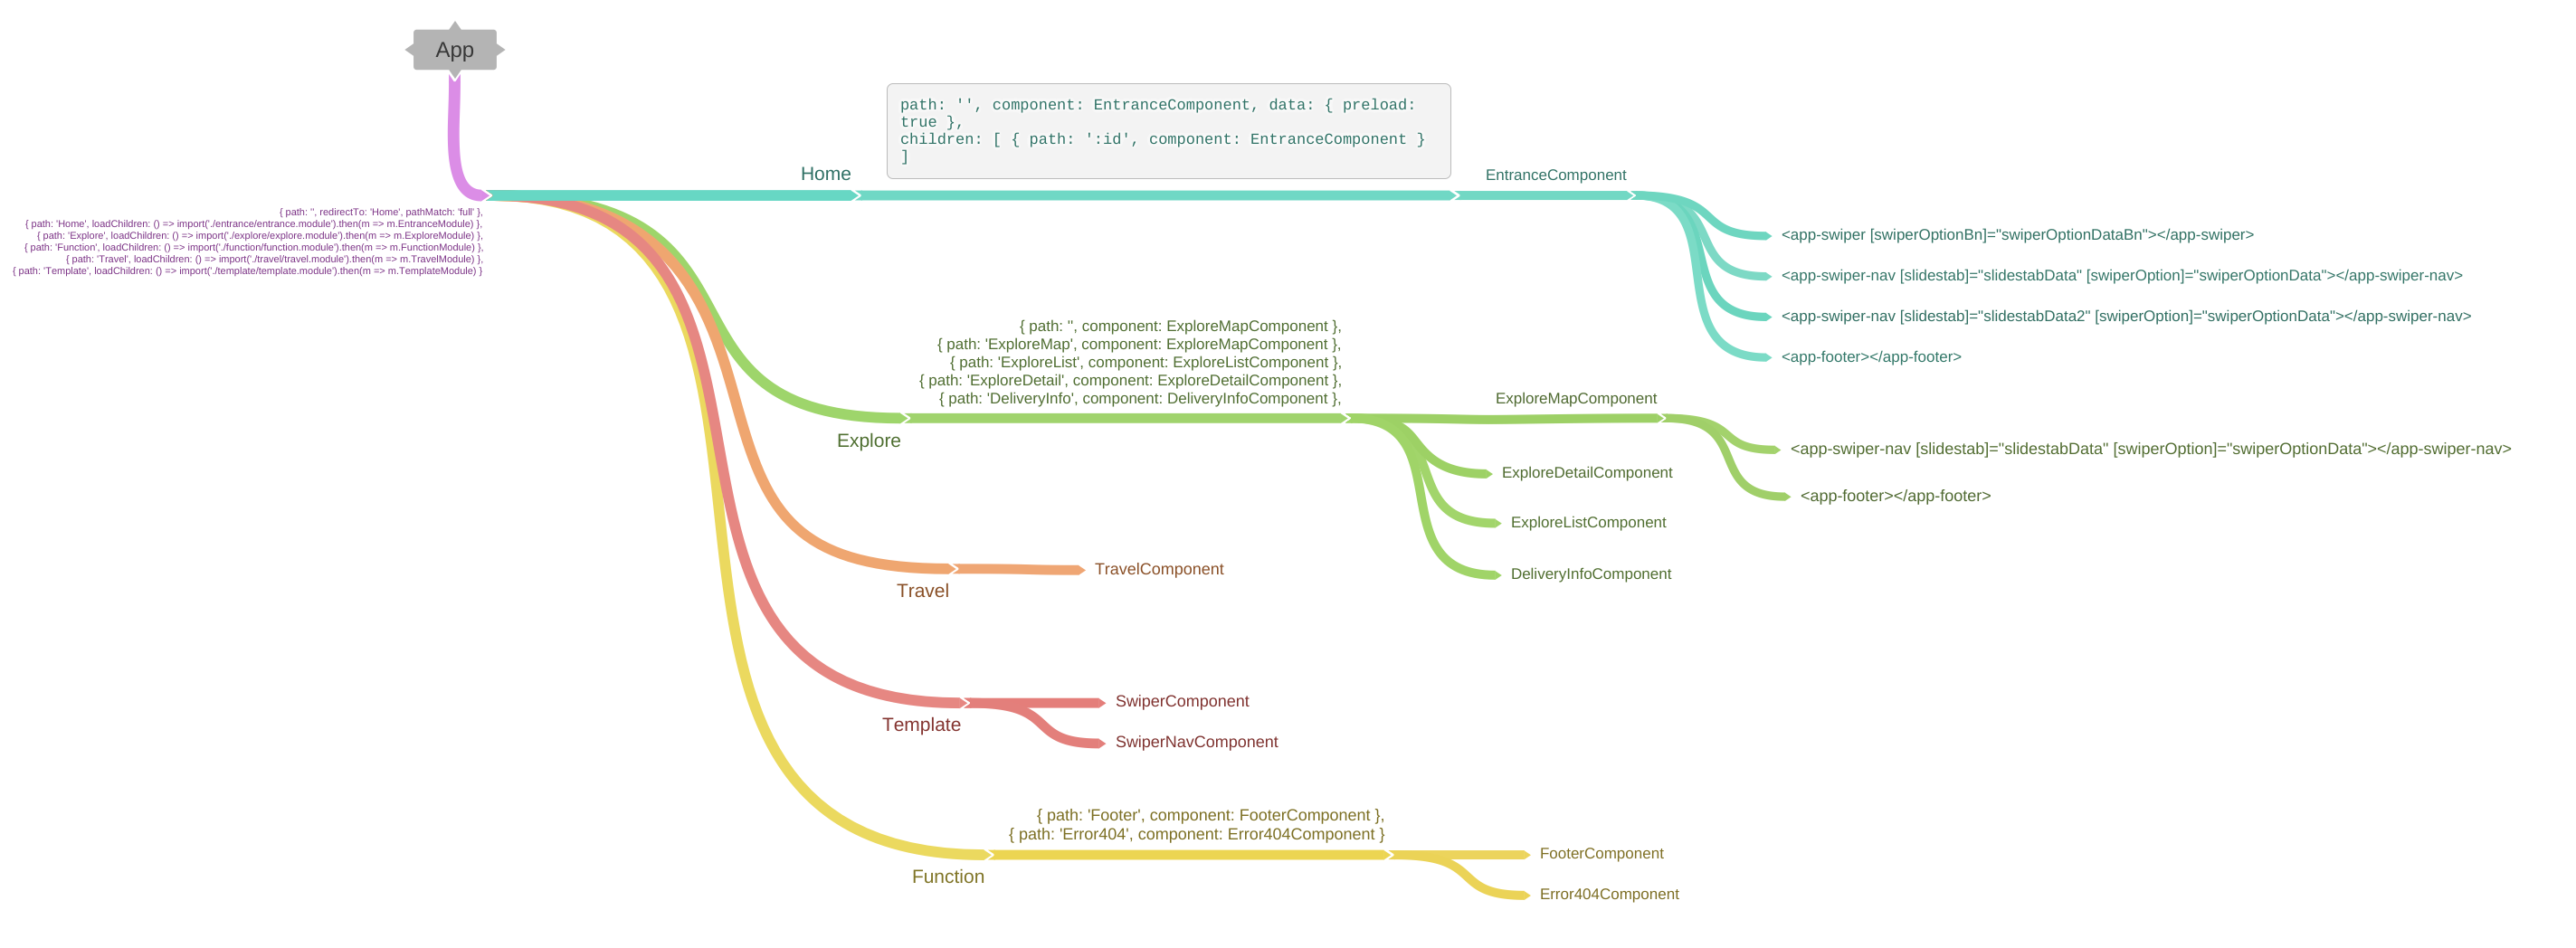 App
path: '', component: EntranceComponent, data: { preload:
true },
children: [ { path: ':id', component: EntranceComponent }
]
Home
EntranceComponent
{ path: '', redirectTo: 'Home', pathMatch: 'full' },
{ path: 'Home', loadChildren: () => import('./entrance/entrance.module').then(m => m.EntranceModule) },
{ path: 'Explore', loadChildren: () => import('./explore/explore.module').then(m => m.ExploreModule) },
{ path: 'Function', loadChildren: () => import('./function/function.module').then(m => m.FunctionModule) },
{ path: 'Travel', loadChildren: () => import('./travel/travel.module').then(m => m.TravelModule) },
{ path: 'Template', loadChildren: () => import('./template/template.module').then(m => m.TemplateModule) }
<app-swiper [swiperOptionBn]="swiperOptionDataBn"></app-swiper>
<app-swiper-nav [slidestab]="slidestabData" [swiperOption]="swiperOptionData"></app-swiper-nav>
<app-swiper-nav [slidestab]="slidestabData2" [swiperOption]="swiperOptionData"></app-swiper-nav>
<app-footer></app-footer>
{ path: '', component: ExploreMapComponent },
{ path: 'ExploreMap', component: ExploreMapComponent },
{ path: 'ExploreList', component: ExploreListComponent },
{ path: 'ExploreDetail', component: ExploreDetailComponent },
{ path: 'DeliveryInfo', component: DeliveryInfoComponent },
Explore
ExploreMapComponent
<app-swiper-nav [slidestab]="slidestabData" [swiperOption]="swiperOptionData"></app-swiper-nav>
<app-footer></app-footer>
ExploreDetailComponent
ExploreListComponent
DeliveryInfoComponent
Travel
TravelComponent
Template
SwiperComponent
SwiperNavComponent
{ path: 'Footer', component: FooterComponent },
{ path: 'Error404', component: Error404Component }
Function
FooterComponent
Error404Component